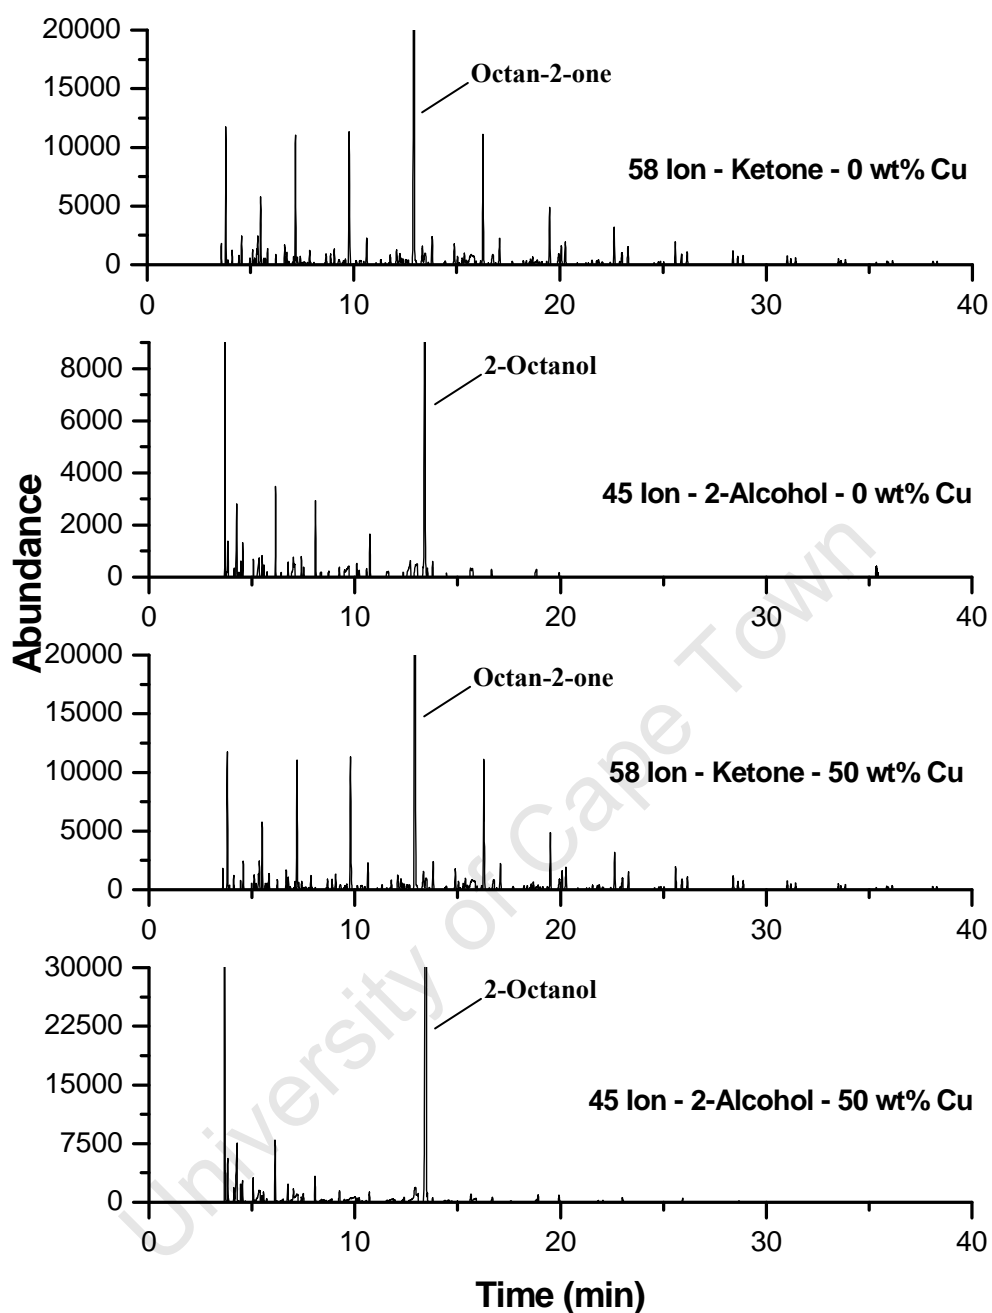 20000
15000
10000
5000
0
Octan-2-one
58 Ion - Ketone - 0 wt% Cu
0 10 20 30 40
8000
6000
4000
2000
0
2-Octanol
45 Ion - 2-Alcohol - 0 wt% Cu
0 10 20 30 40
Abundance
20000
15000
10000
5000
0
Octan-2-one
58 Ion - Ketone - 50 wt% Cu
0 10 20 30 40
30000
22500
15000
7500
0
2-Octanol
45 Ion - 2-Alcohol - 50 wt% Cu
0 10 20 30 40
Time (min)
University of Cape Town